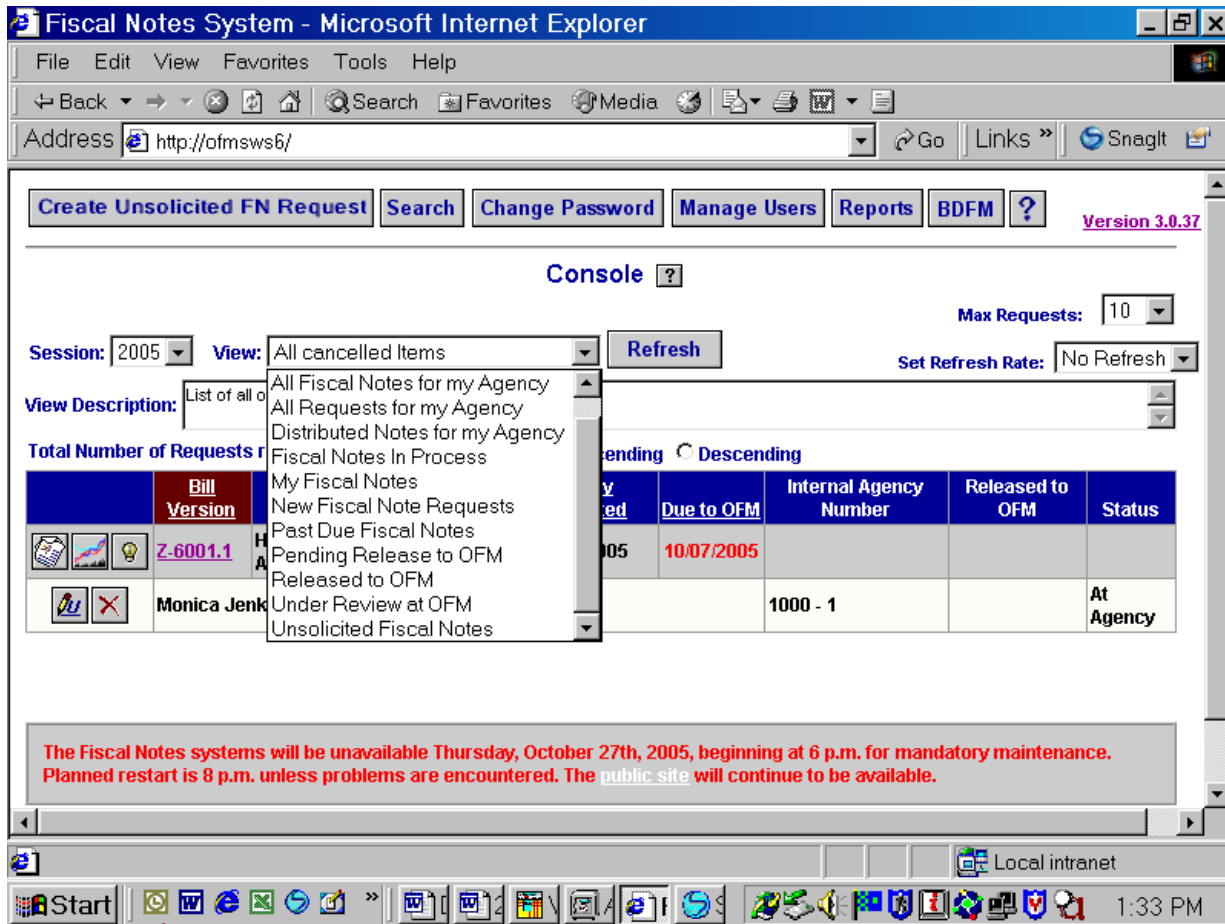 Fiscal Notes System - Microsoft Internet Explorer
File Edit View Favorites Tools Help
Back Search Favorites Media
Address http://ofmsws6/ Go Links » SnagIt
Create Unsolicited FN Request Search Change Password Manage Users Reports BDFM ? Version 3.0.37
Console ?
Max Requests: 10
Session: 2005 View: All cancelled Items Refresh Set Refresh Rate: No Refresh
View Description: List of all
All Fiscal Notes for my Agency
All Requests for my Agency
Distributed Notes for my Agency
Fiscal Notes In Process
My Fiscal Notes
New Fiscal Note Requests
Past Due Fiscal Notes
Pending Release to OFM
Released to OFM
Under Review at OFM
Unsolicited Fiscal Notes
Total Number of Requests Descending
Bill Version Due to OFM Internal Agency Number Released to OFM Status
Z-6001.1 10/07/2005
Monica 1000 - 1 At Agency
The Fiscal Notes systems will be unavailable Thursday, October 27th, 2005, beginning at 6 p.m. for mandatory maintenance.
Planned restart is 8 p.m. unless problems are encountered. The public site will continue to be available.
Local intranet
Start » 1:33 PM